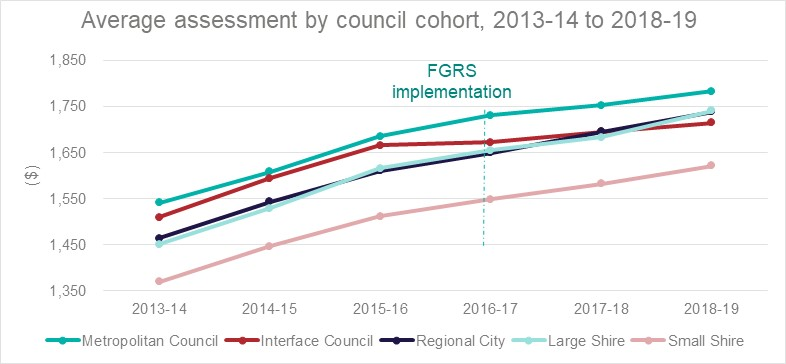 Average assessment by council cohort, 2013-14 to 2018-19
1,850
1,750
1,650
1,550
1,450
1,350
($)
FGRS
implementation
2013-14 2014-15 2015-16 2016-17 2017-18 2018-19
Metropolitan Council Interface Council Regional City Large Shire Small Shire